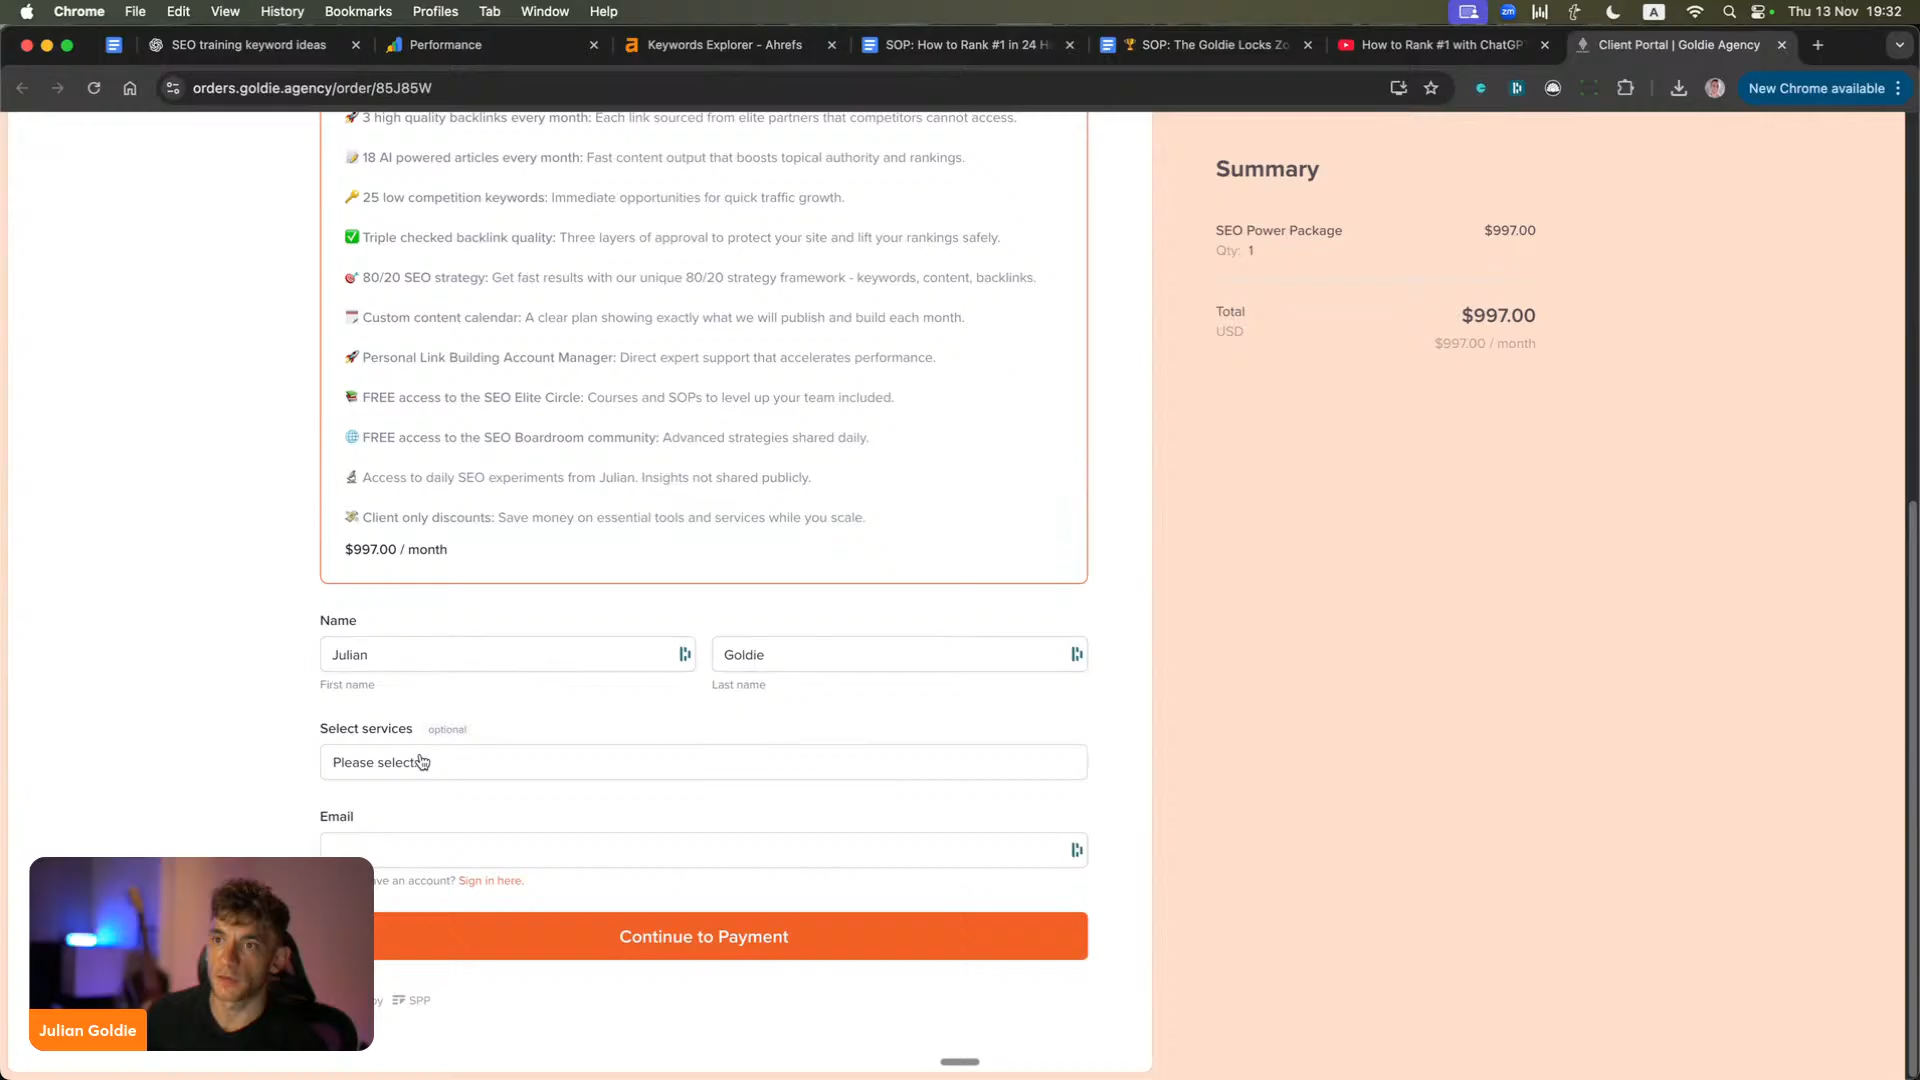 Chrome File Edit View History Bookmarks Profiles Tab Window Help
zm A Thu 13 Nov 19:32
SEO training keyword ideas
Performance
Keywords Explorer - Ahrefs
SOP: How to Rank #1 in 24 H
SOP: The Goldie Locks Zo
How to Rank #1 with ChatGP
Client Portal | Goldie Agency
orders.goldie.agency/order/85J85W
New Chrome available
🚀 3 high quality backlinks every month: Each link sourced from elite partners that competitors cannot access.
📝 18 AI powered articles every month: Fast content output that boosts topical authority and rankings.
🔑 25 low competition keywords: Immediate opportunities for quick traffic growth.
✅ Triple checked backlink quality: Three layers of approval to protect your site and lift your rankings safely.
🎯 80/20 SEO strategy: Get fast results with our unique 80/20 strategy framework - keywords, content, backlinks.
🗓 Custom content calendar: A clear plan showing exactly what we will publish and build each month.
🚀 Personal Link Building Account Manager: Direct expert support that accelerates performance.
📚 FREE access to the SEO Elite Circle: Courses and SOPs to level up your team included.
🌐 FREE access to the SEO Boardroom community: Advanced strategies shared daily.
🔬 Access to daily SEO experiments from Julian. Insights not shared publicly.
💸 Client only discounts: Save money on essential tools and services while you scale.
$997.00 / month
Name
Julian
Goldie
First name
Last name
Select services optional
Please select
Email
ave an account? Sign in here.
Continue to Payment
by SPP
Julian Goldie
Summary
SEO Power Package $997.00
Qty: 1
Total $997.00
USD $997.00 / month